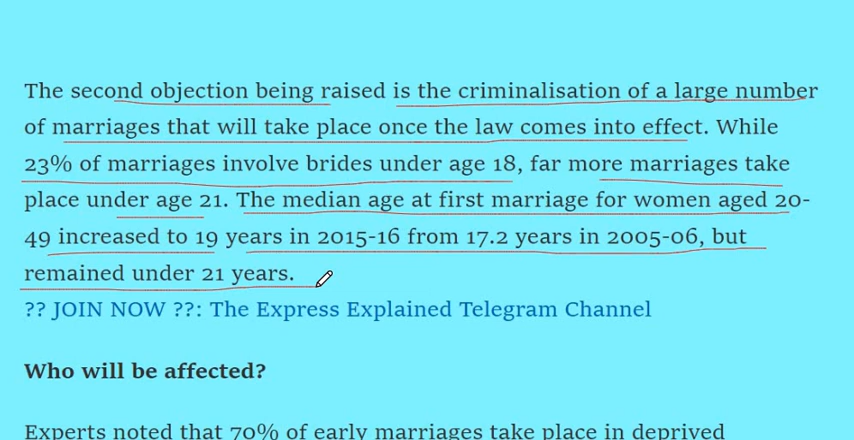 The second objection being raised is the criminalisation of a large number
of marriages that will take place once the law comes into effect. While
23% of marriages involve brides under age 18, far more marriages take
place under age 21. The median age at first marriage for women aged 20-
49 increased to 19 years in 2015-16 from 17.2 years in 2005-06, but
remained under 21 years.
?? JOIN NOW ??: The Express Explained Telegram Channel
Who will be affected?
Experts noted that 70% of early marriages take place in deprived